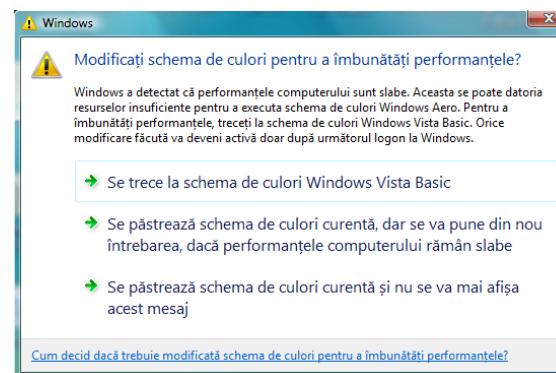 Windows
Modificați schema de culori pentru a îmbunătăți performanțele?
Windows a detectat că performanțele computerului sunt slabe. Aceasta se poate datoria
resurselor insuficiente pentru a executa schema de culori Windows Aero. Pentru a
îmbunătăți performanțele, treceți la schema de culori Windows Vista Basic. Orice
modificare făcută va deveni activă doar după următorul logon la Windows.
Se trece la schema de culori Windows Vista Basic
Se păstrează schema de culori curentă, dar se va pune din nou
întrebarea, dacă performanțele computerului rămân slabe
Se păstrează schema de culori curentă și nu se va mai afișa
acest mesaj
Cum decid dacă trebuie modificată schema de culori pentru a îmbunătăți performanțele?